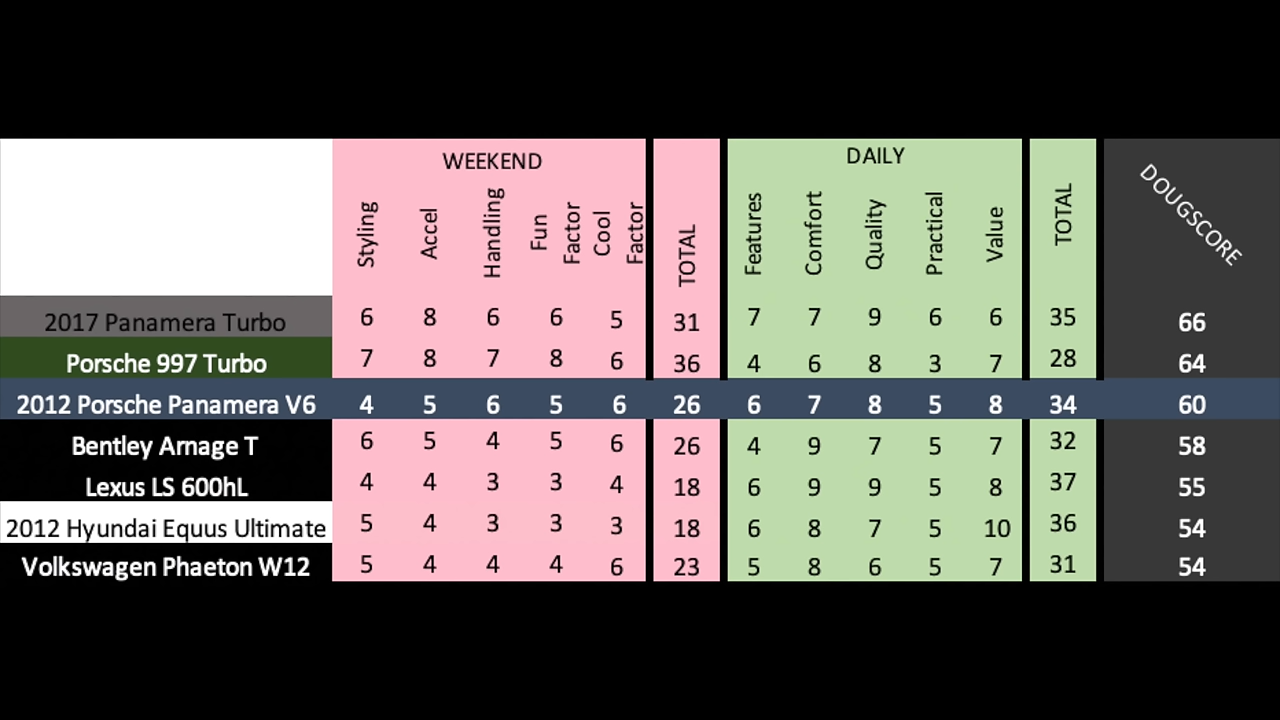 WEEKEND DAILY
Styling Accel Handling Fun Factor Cool Factor TOTAL Features Comfort Quality Practical Value TOTAL DOUGSCORE
2017 Panamera Turbo 6 8 6 6 5 31 7 7 9 6 6 35 66
Porsche 997 Turbo 7 8 7 8 6 36 4 6 8 3 7 28 64
2012 Porsche Panamera V6 4 5 6 5 6 26 6 7 8 5 8 34 60
Bentley Arnage T 6 5 4 5 6 26 4 9 7 5 7 32 58
Lexus LS 600hL 4 4 3 3 4 18 6 9 9 5 8 37 55
2012 Hyundai Equus Ultimate 5 4 3 3 3 18 6 8 7 5 10 36 54
Volkswagen Phaeton W12 5 4 4 4 6 23 5 8 6 5 7 31 54